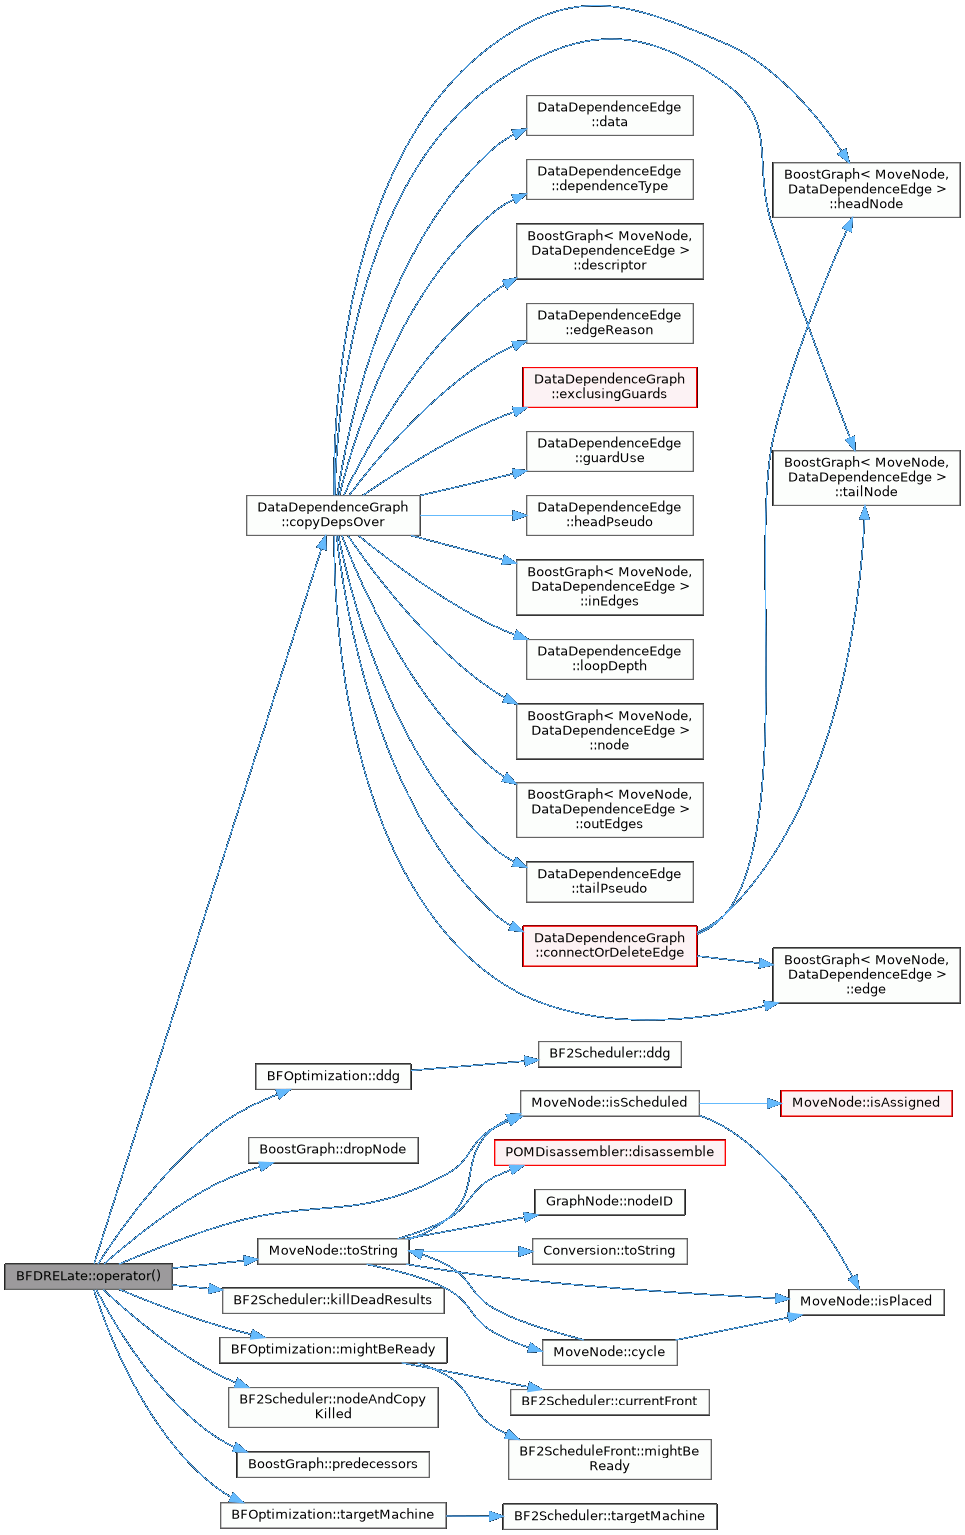 DataDependenceEdge
::data
DataDependenceEdge
::dependenceType
BoostGraph< MoveNode,
DataDependenceEdge >
::headNode
BoostGraph< MoveNode,
DataDependenceEdge >
::descriptor
DataDependenceEdge
::edgeReason
DataDependenceGraph
::exclusingGuards
DataDependenceEdge
::guardUse
BoostGraph< MoveNode,
DataDependenceEdge >
::tailNode
DataDependenceGraph
::copyDepsOver
DataDependenceEdge
::headPseudo
BoostGraph< MoveNode,
DataDependenceEdge >
::inEdges
DataDependenceEdge
::loopDepth
BoostGraph< MoveNode,
DataDependenceEdge >
::node
BoostGraph< MoveNode,
DataDependenceEdge >
::outEdges
DataDependenceEdge
::tailPseudo
DataDependenceGraph
::connectOrDeleteEdge
BoostGraph< MoveNode,
DataDependenceEdge >
::edge
BF2Scheduler::ddg
BFOptimization::ddg
MoveNode::isScheduled
MoveNode::isAssigned
BoostGraph::dropNode
POMDisassembler::disassemble
GraphNode::nodeID
MoveNode::toString
Conversion::toString
BFDRELate::operator()
BF2Scheduler::killDeadResults
MoveNode::isPlaced
BFOptimization::mightBeReady
MoveNode::cycle
BF2Scheduler::nodeAndCopy
Killed
BF2Scheduler::currentFront
BF2ScheduleFront::mightBe
Ready
BoostGraph::predecessors
BFOptimization::targetMachine
BF2Scheduler::targetMachine